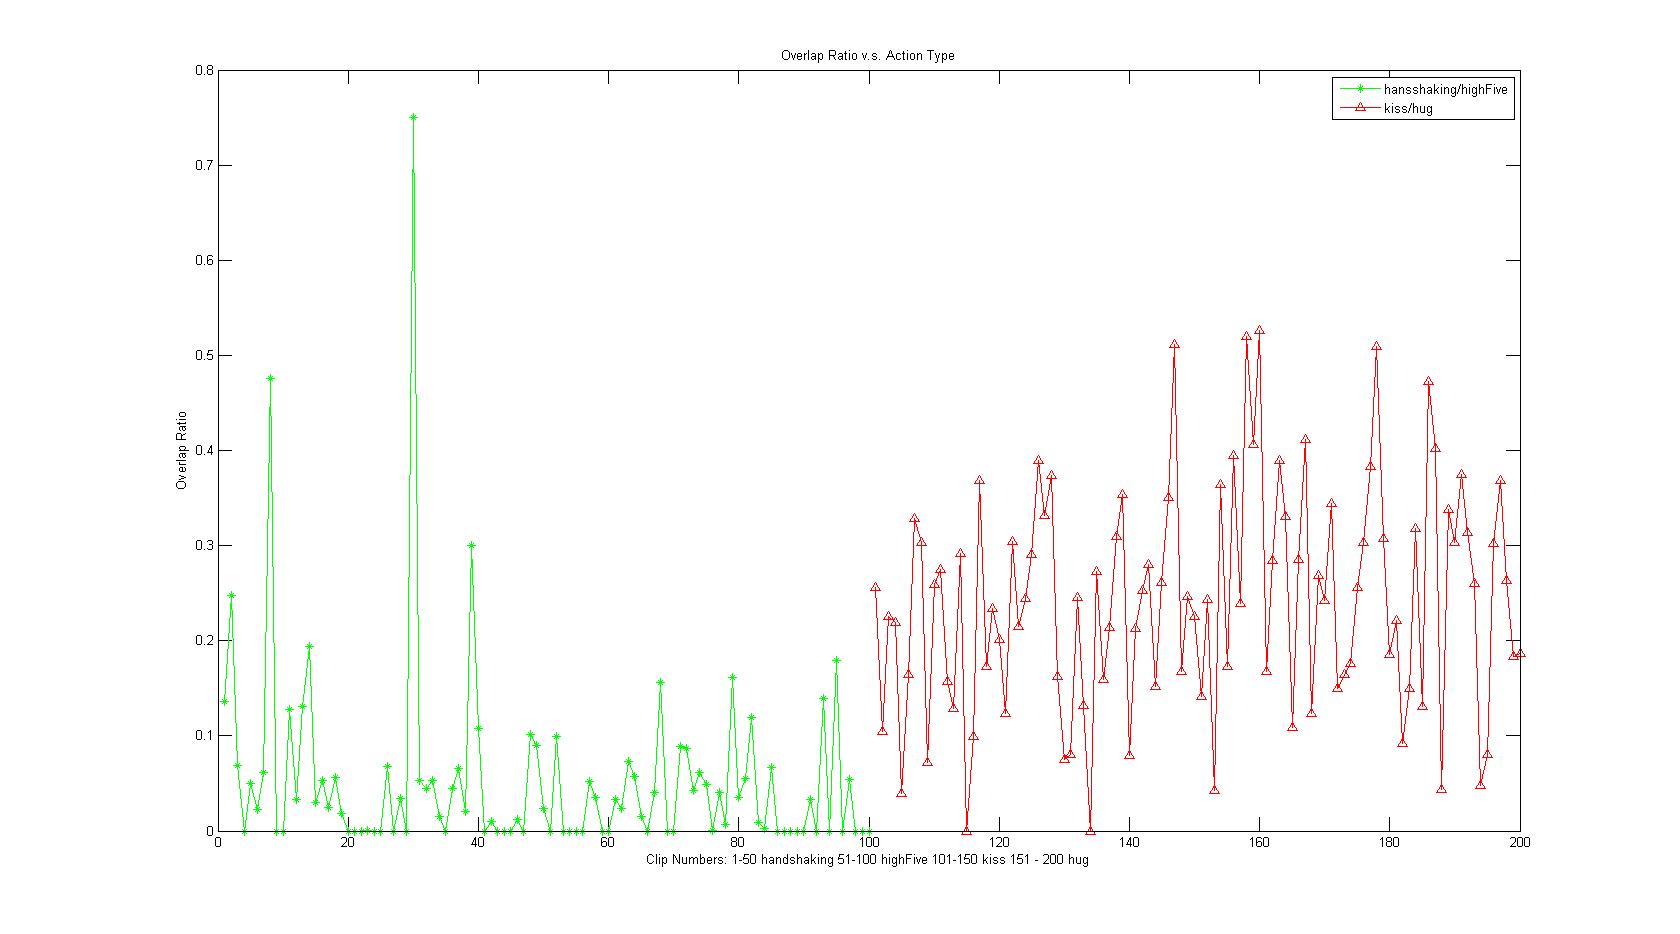 Overlap Ratio v.s. Action Type
hansshaking/highFive
kiss/hug
0.8
0.7
0.6
0.5
0.4
0.3
0.2
0.1
0
Overlap Ratio
0 20 40 60 80 100 120 140 160 180 200
Clip Numbers: 1-50 handshaking 51-100 highFive 101-150 kiss 151 - 200 hug